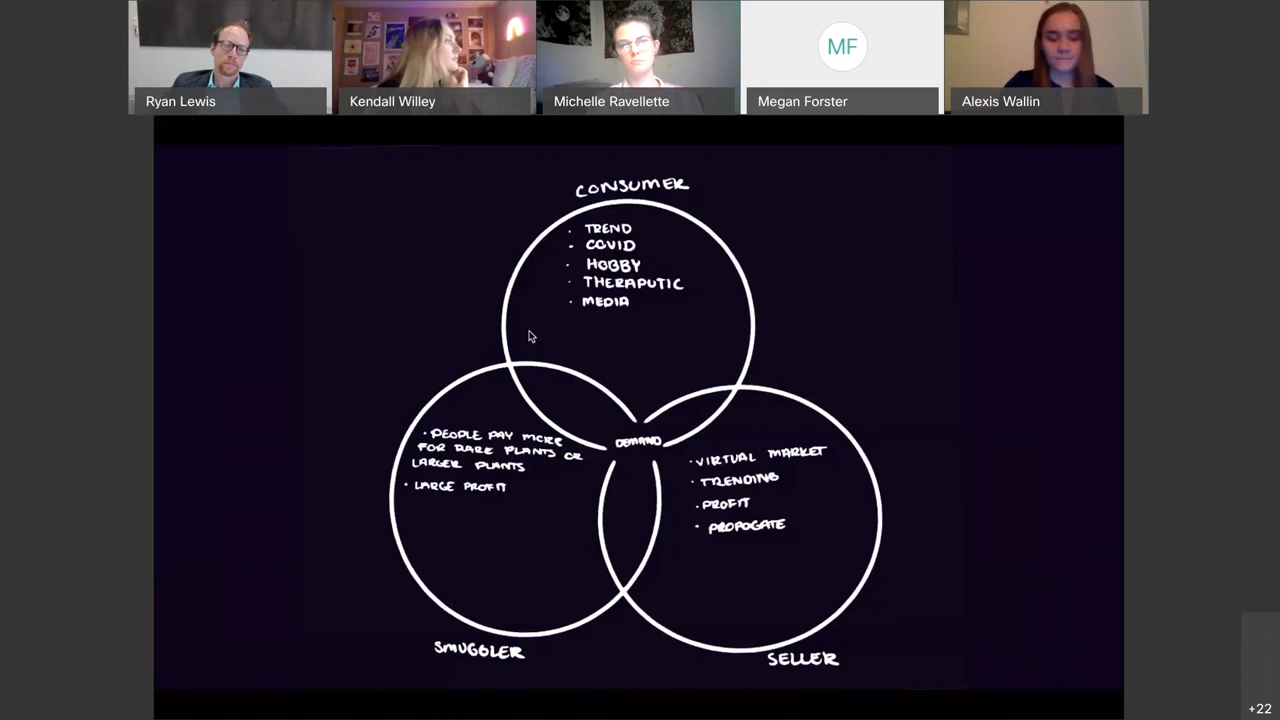 Ryan Lewis
Kendall Willey
Michelle Ravellette
MF
Megan Forster
Alexis Wallin
CONSUMER
· TREND
· COVID
· HOBBY
· THERAPUTIC
· MEDIA
· PEOPLE PAY MORE
FOR RARE PLANTS OR
LARGER PLANTS
· LARGE PROFIT
DEMAND
· VIRTUAL MARKET
· TRENDING
· PROFIT
· PROPOGATE
SMUGGLER
SELLER
+22